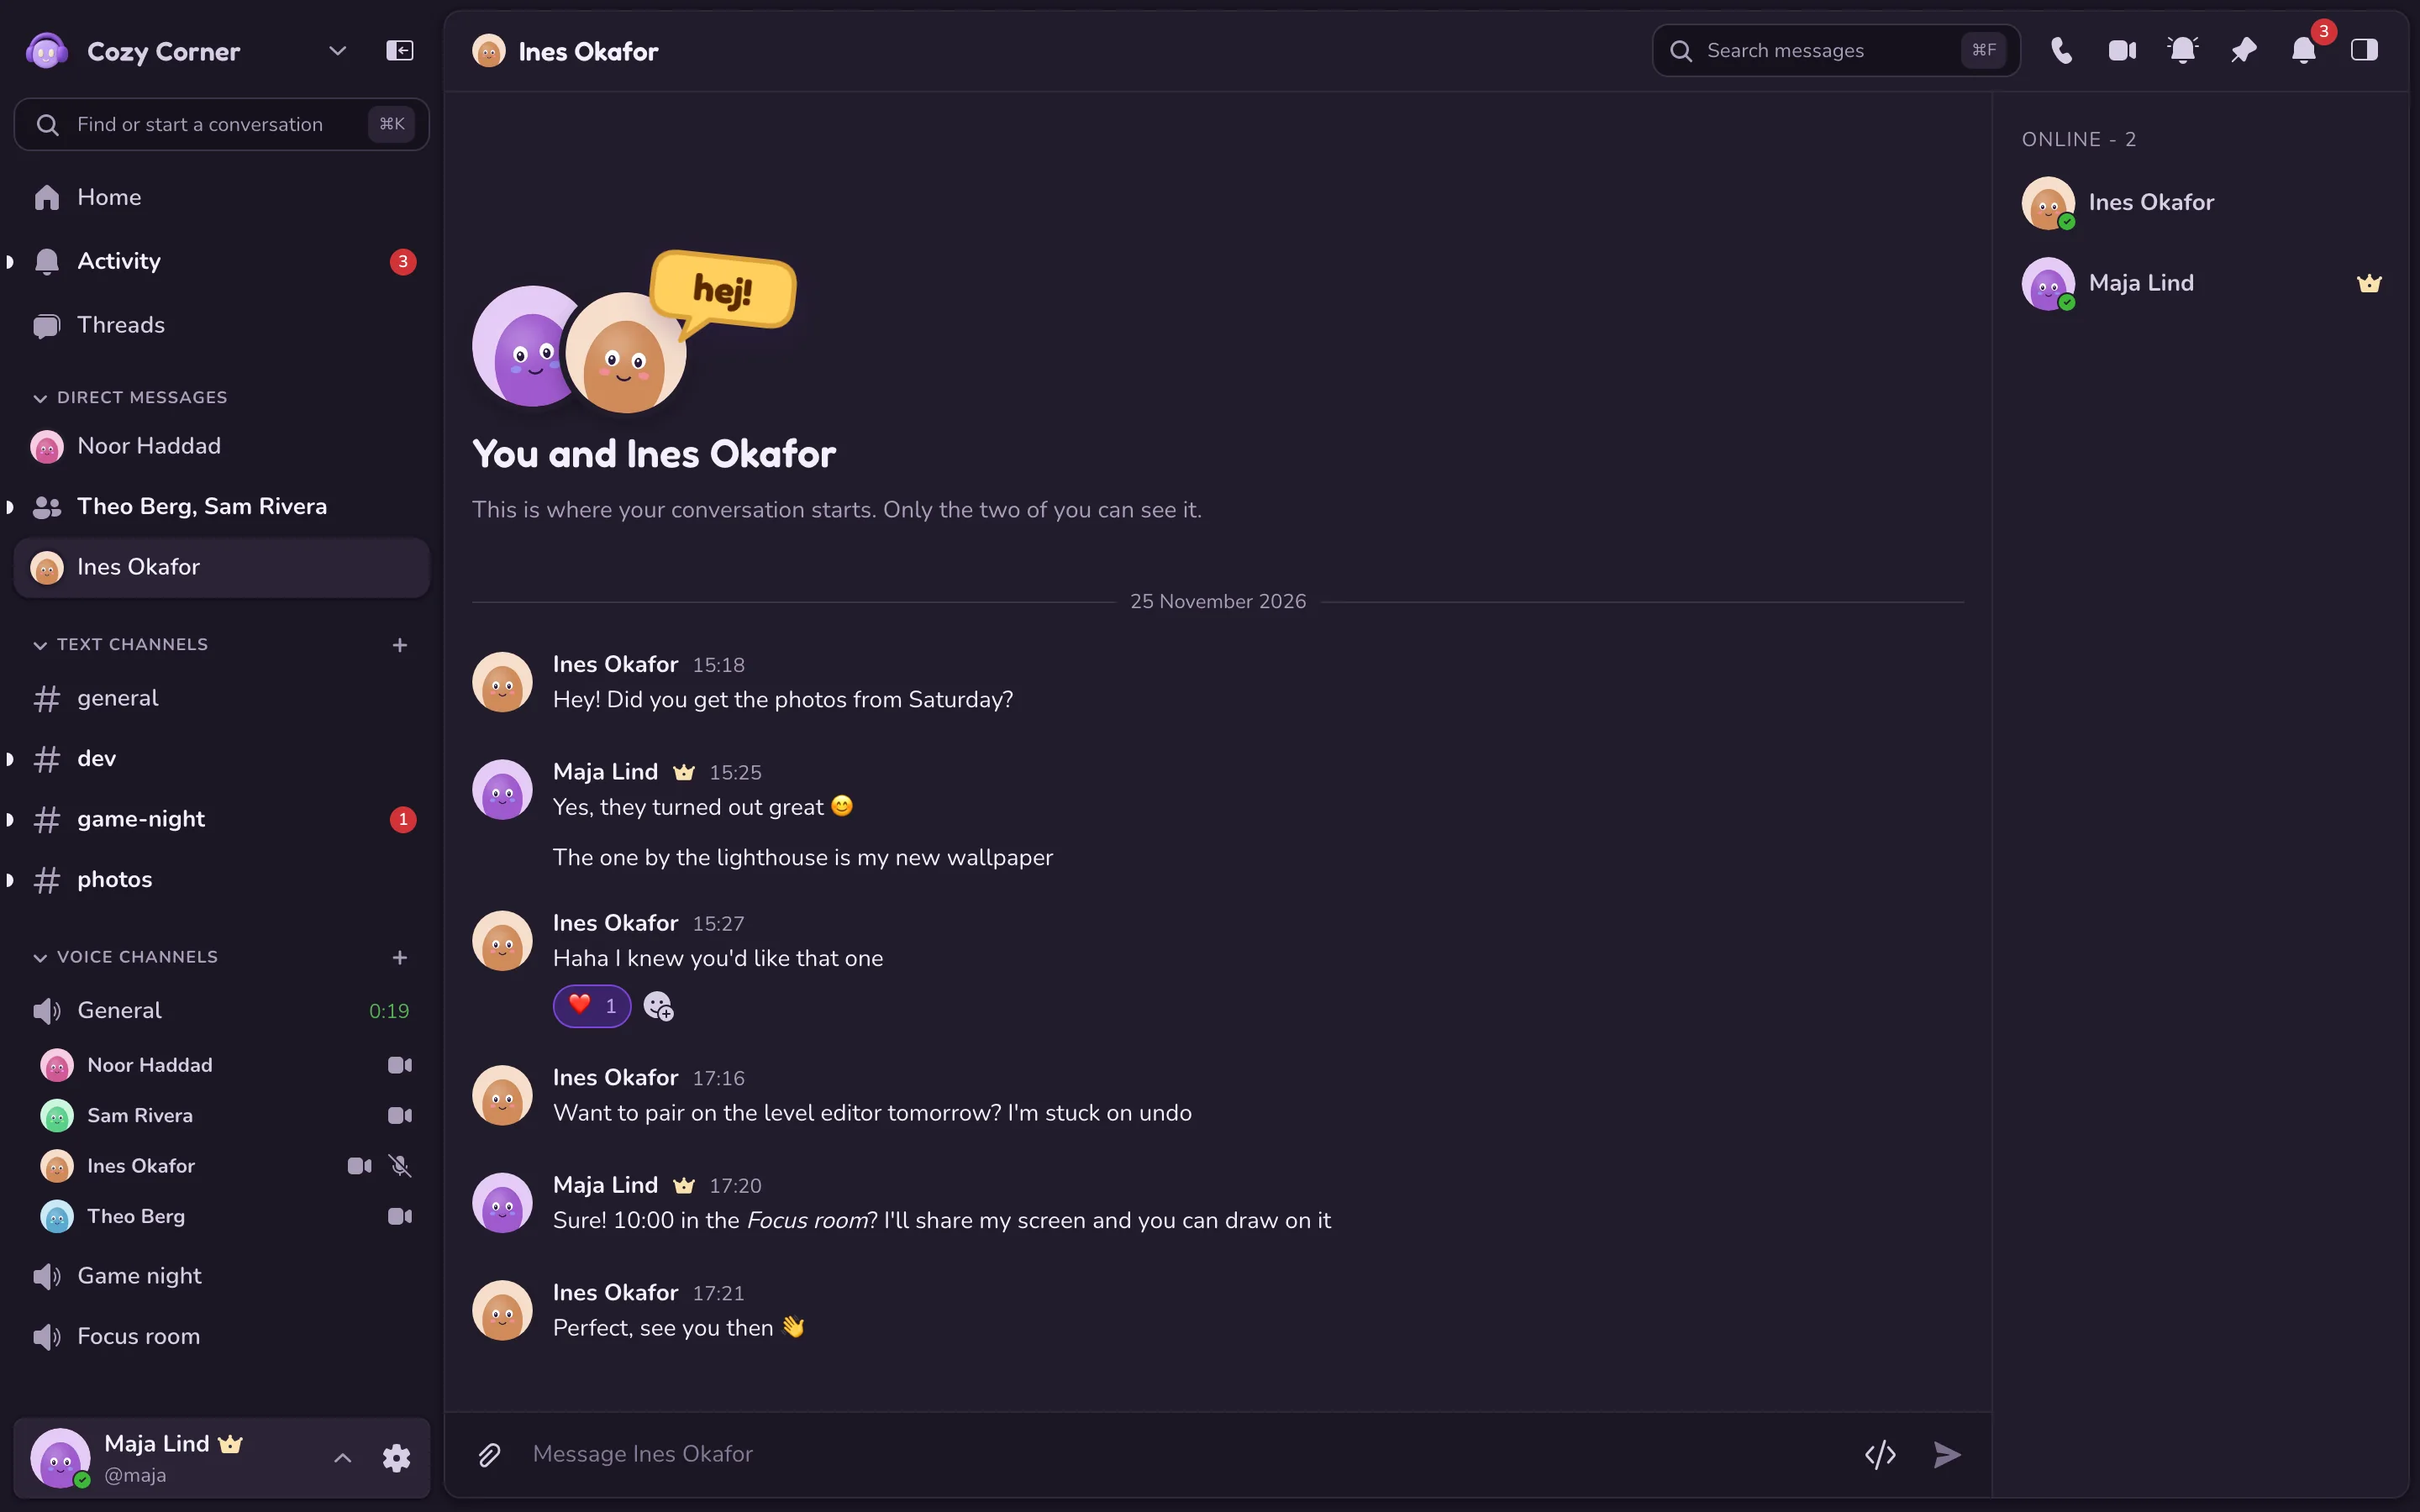 Cozy Corner
Find or start a conversation
⌘K
Home
Activity
3
Threads
DIRECT MESSAGES
Noor Haddad
Theo Berg, Sam Rivera
Ines Okafor
TEXT CHANNELS
general
dev
game-night
1
photos
VOICE CHANNELS
General
0:19
Noor Haddad
Sam Rivera
Ines Okafor
Theo Berg
Game night
Focus room
Maja Lind
@maja
Ines Okafor
Search messages
⌘F
3
hej!
You and Ines Okafor
This is where your conversation starts. Only the two of you can see it.
25 November 2026
Ines Okafor 15:18
Hey! Did you get the photos from Saturday?
Maja Lind 15:25
Yes, they turned out great 😊
The one by the lighthouse is my new wallpaper
Ines Okafor 15:27
Haha I knew you'd like that one
❤️ 1
Ines Okafor 17:16
Want to pair on the level editor tomorrow? I'm stuck on undo
Maja Lind 17:20
Sure! 10:00 in the Focus room? I'll share my screen and you can draw on it
Ines Okafor 17:21
Perfect, see you then 👋
Message Ines Okafor
ONLINE - 2
Ines Okafor
Maja Lind